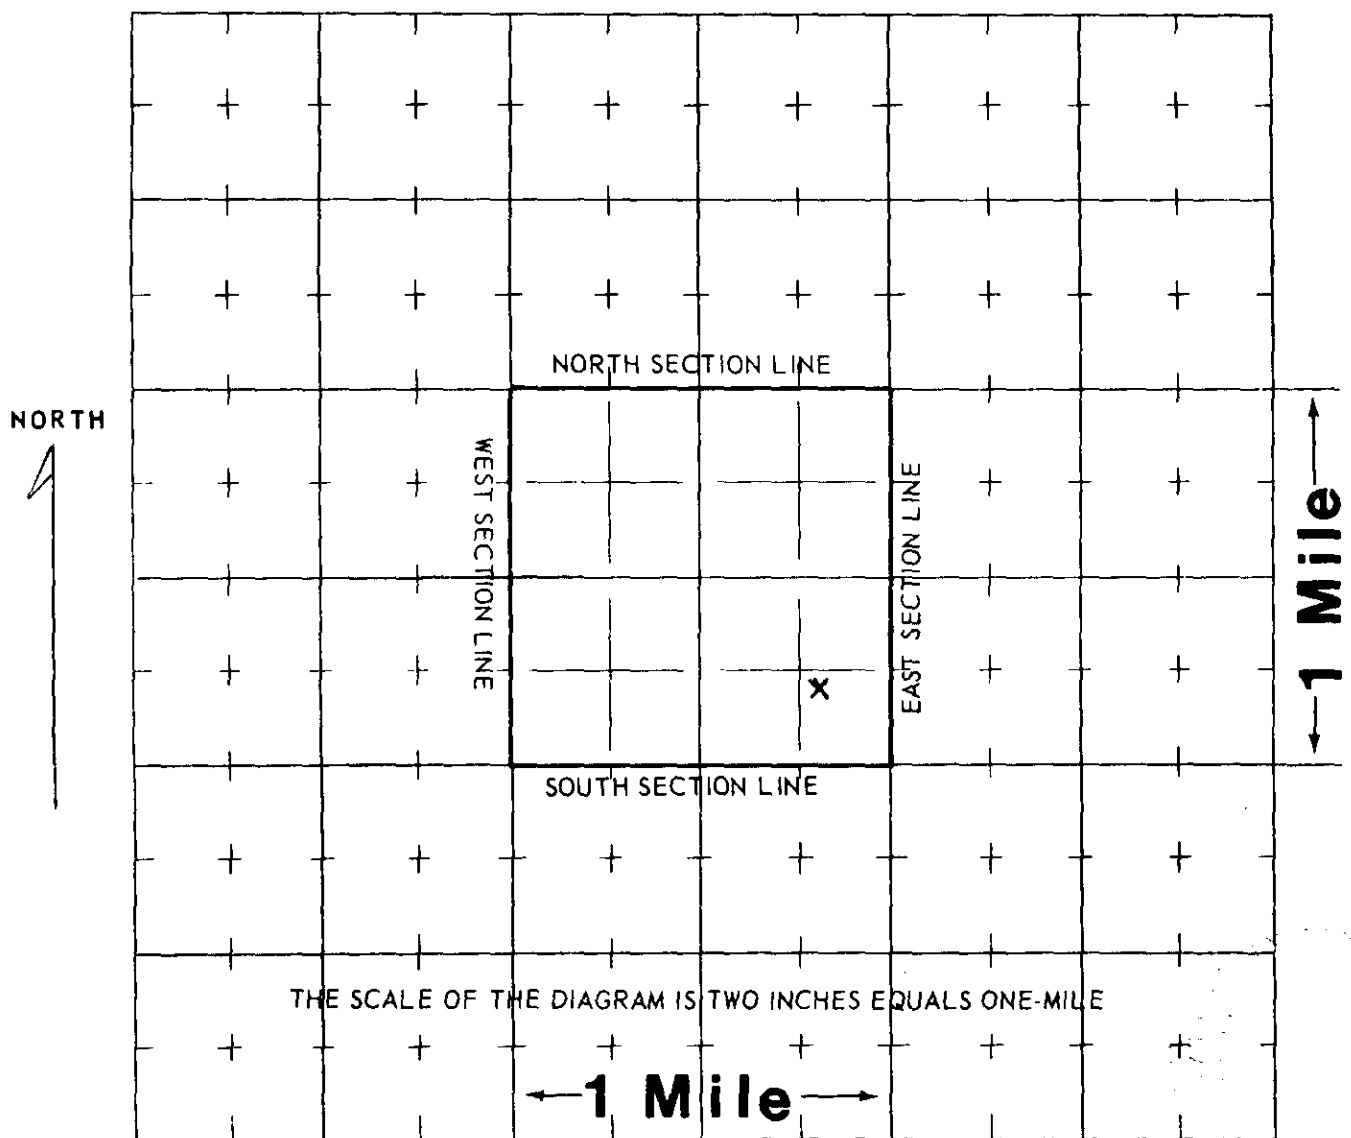 NORTH SECTION LINE
NORTH
WEST SECTION LINE
EAST SECTION LINE
1 Mile
X
SOUTH SECTION LINE
THE SCALE OF THE DIAGRAM IS TWO INCHES EQUALS ONE-MILE
1 Mile